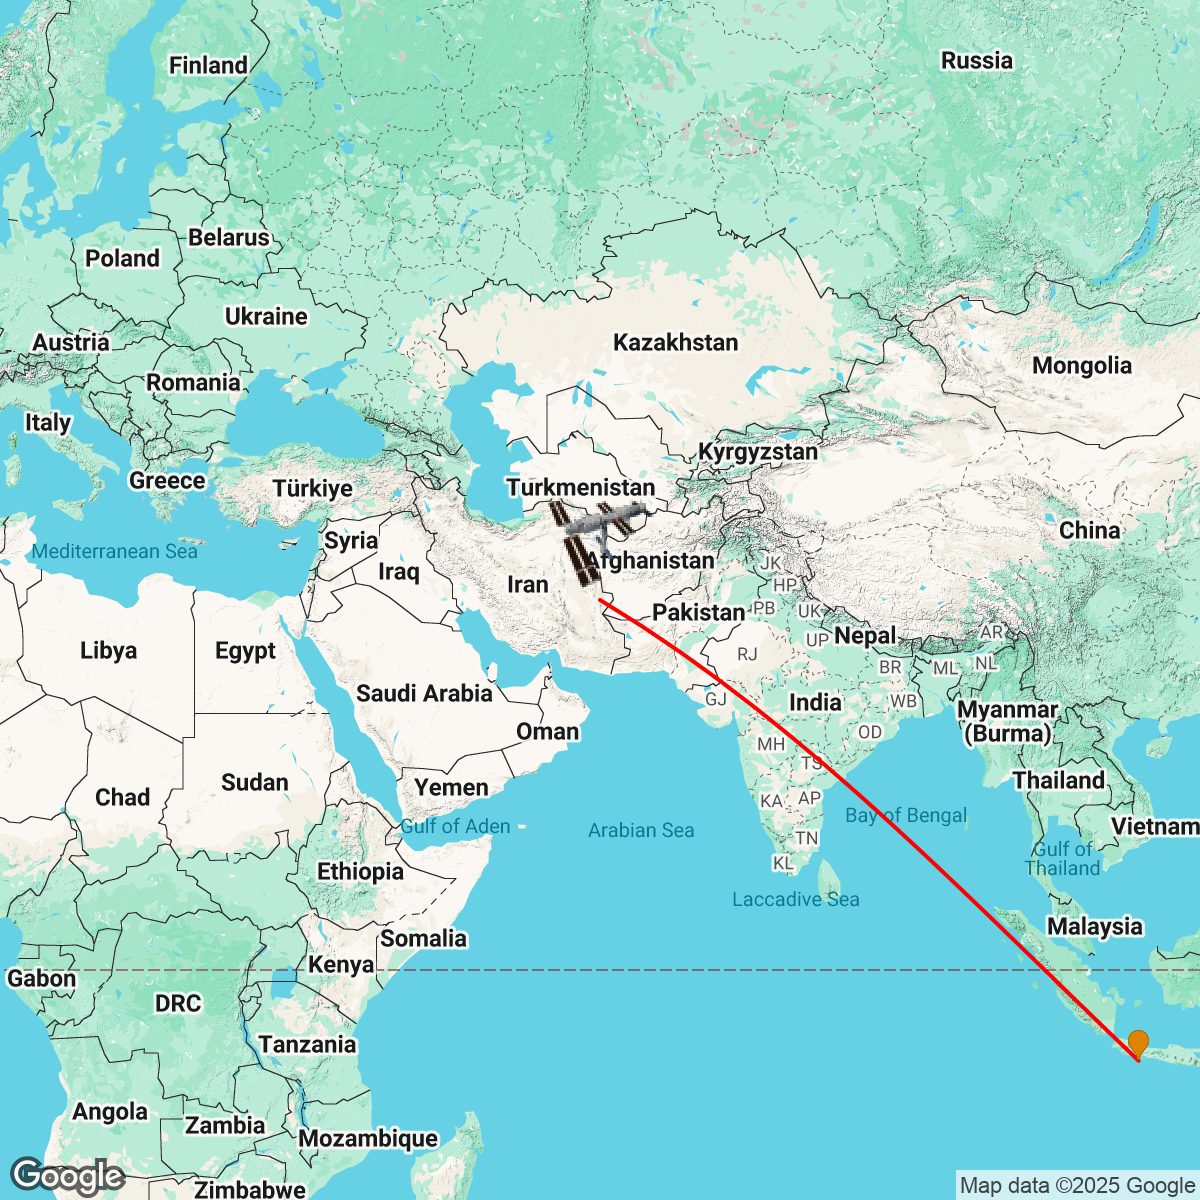 Finland
Russia
Belarus
Poland
Ukraine
Austria
Kazakhstan
Mongolia
Romania
Italy
Kyrgyzstan
Greece
Türkiye
Turkmenistan
China
Syria
Mediterranean Sea
Iraq
Iran
Afghanistan
JK
HP
Pakistan
PB
UK
Libya
Egypt
RJ
UP
Nepal
AR
BR
ML
NL
Saudi Arabia
GJ
India
WB
Myanmar
(Burma)
Oman
MH
OD
TS
Sudan
Yemen
Thailand
Chad
KA
AP
Gulf of Aden
Arabian Sea
Bay of Bengal
Vietnam
TN
Gulf of
Thailand
Ethiopia
KL
Laccadive Sea
Malaysia
Somalia
Gabon
Kenya
DRC
Tanzania
Angola
Zambia
Mozambique
Zimbabwe
Google
Map data ©2025 Google